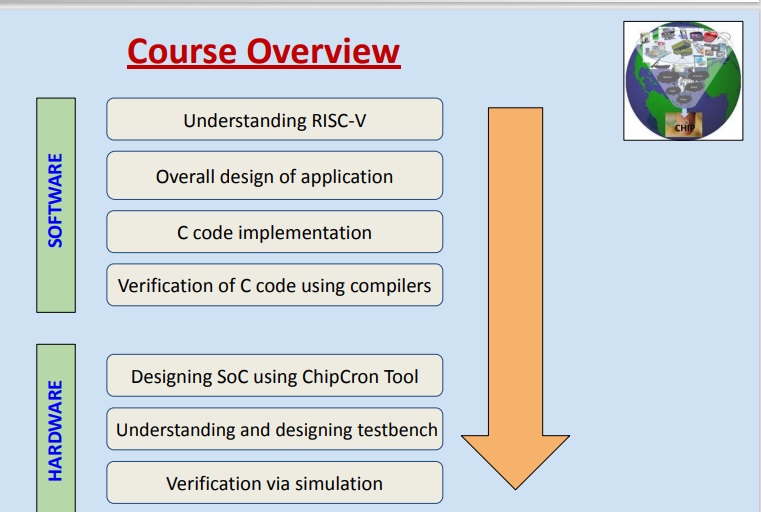 Course Overview
SOFTWARE
Understanding RISC-V
Overall design of application
C code implementation
Verification of C code using compilers
HARDWARE
Designing SoC using ChipCron Tool
Understanding and designing testbench
Verification via simulation
CHIP